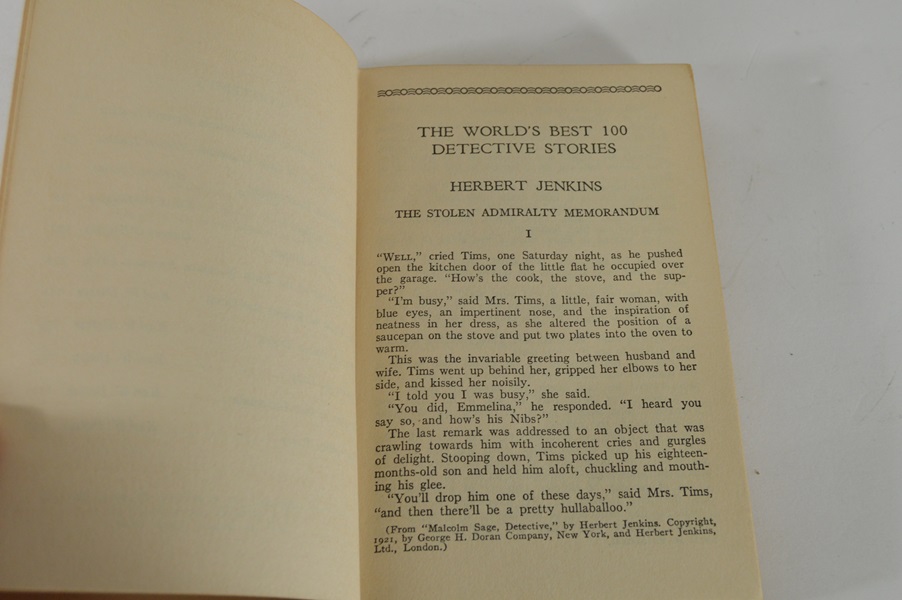 THE WORLD'S BEST 100
DETECTIVE STORIES
HERBERT JENKINS
THE STOLEN ADMIRALTY MEMORANDUM
I
"WELL," cried Tims, one Saturday night, as he pushed
open the kitchen door of the little flat he occupied over
the garage. "How's the cook, the stove, and the sup-
per?"
"I'm busy," said Mrs. Tims, a little, fair woman, with
blue eyes, an impertinent nose, and the inspiration of
neatness in her dress, as she altered the position of a
saucepan on the stove and put two plates into the oven to
warm.
This was the invariable greeting between husband and
wife. Tims went up behind her, gripped her elbows to her
side, and kissed her noisily.
"I told you I was busy," she said.
"You did, Emmelina," he responded. "I heard you
say so, and how's his Nibs?"
The last remark was addressed to an object that was
crawling towards him with incoherent cries and gurgles
of delight. Stooping down, Tims picked up his eighteen-
months-old son and held him aloft, chuckling and mouth-
ing his glee.
"You'll drop him one of these days," said Mrs. Tims,
"and then there'll be a pretty hullaballoo."
(From "Malcolm Sage, Detective," by Herbert Jenkins. Copyright,
1921, by George H. Doran Company, New York, and Herbert Jenkins,
Ltd., London.)